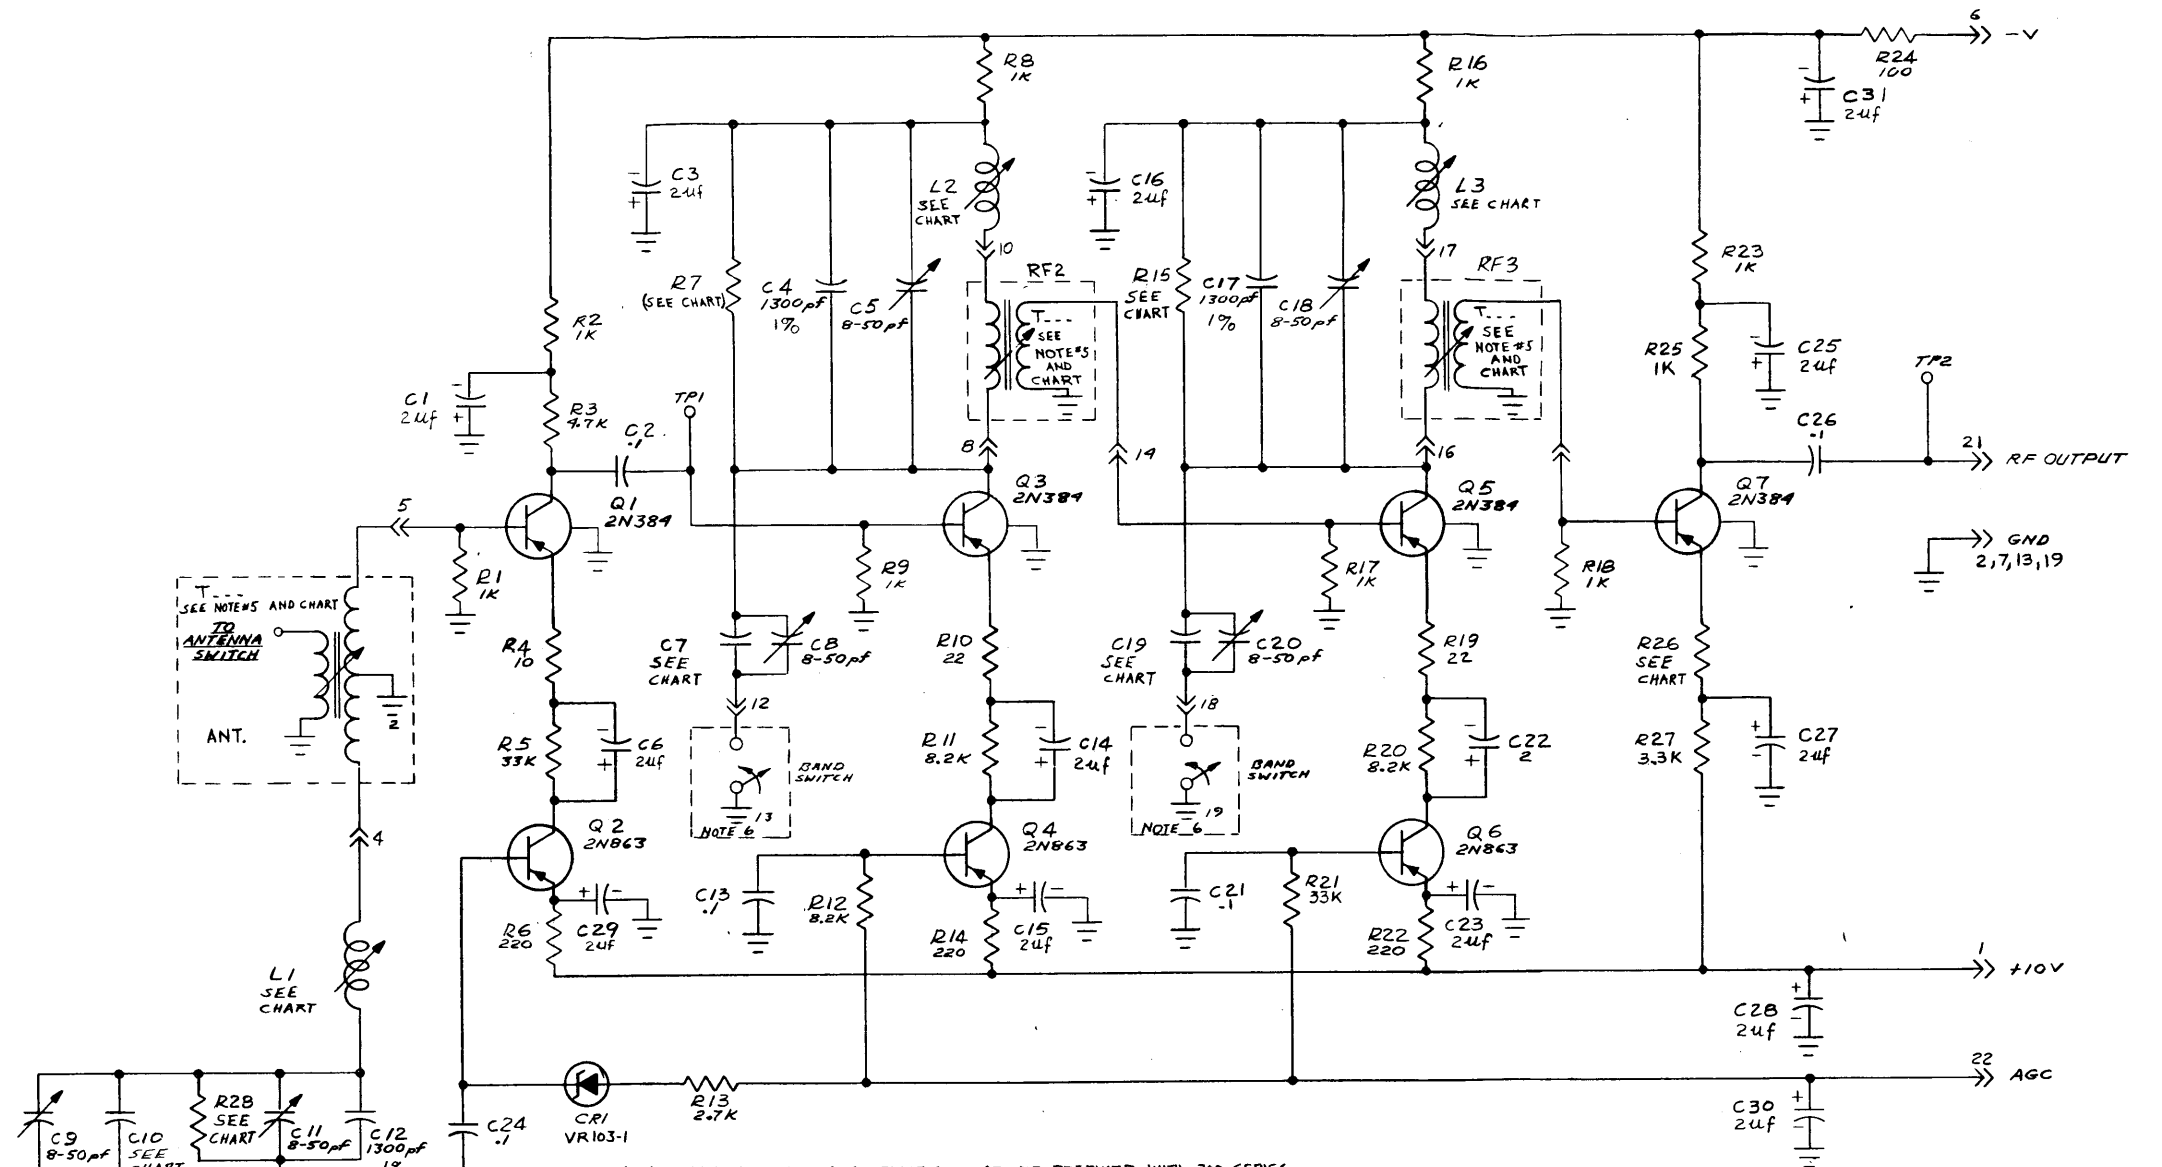 6
-V
R24
100
C31
2uf
R8
1K
R16
1K
C3
2uf
L2
SEE
CHART
10
C16
2uf
L3
SEE CHART
17
R23
1K
R2
1K
R7
(SEE CHART)
C4
1300pf
1%
C5
8-50pf
RF2
T---
SEE
NOTE#5
AND
CHART
R15
SEE
CHART
C17
1300pf
1%
C18
8-50pf
RF3
T---
SEE
NOTE #5
AND
CHART
R25
1K
C25
2uf
TP2
C1
2uf
R3
4.7K
C2
.1
TP1
8
14
16
C26
.1
21
RF OUTPUT
5
Q1
2N384
Q3
2N384
Q5
2N384
Q7
2N384
GND
2,7,13,19
R1
1K
R9
1K
R17
1K
R18
1K
T---
SEE NOTE#5 AND CHART
TO
ANTENNA
SWITCH
2
ANT.
R4
10
C7
SEE
CHART
C8
8-50pf
R10
22
C19
SEE
CHART
C20
8-50pf
R19
22
R26
SEE
CHART
12
18
R5
33K
C6
2uf
BAND
SWITCH
13
NOTE 6
R11
8.2K
C14
2uf
BAND
SWITCH
19
NOTE 6
R20
8.2K
C22
2
R27
3.3K
C27
2uf
4
Q2
2N863
Q4
2N863
Q6
2N863
C13
.1
R12
8.2K
C21
.1
R21
33K
R6
220
C29
2uf
R14
220
C15
2uf
R22
220
C23
2uf
L1
SEE
CHART
1
+10V
C28
2uf
22
AGC
C30
2uf
R13
2.7K
CR1
VR103-1
C24
.1
C9
8-50pf
C10
SEE
CHART
R28
SEE
CHART
C11
8-50pf
C12
1300pf
1%